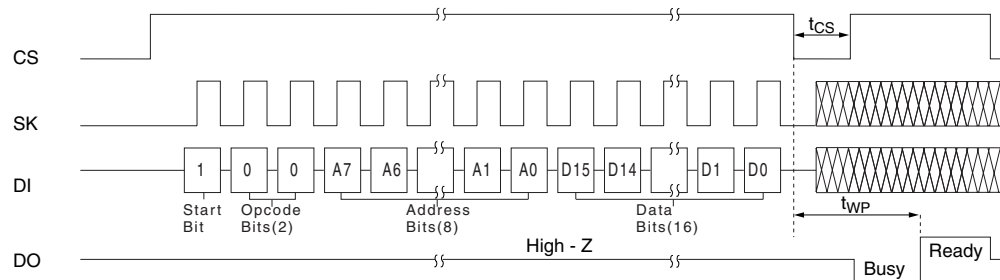 CS
tCS
SK
DI
1 0 0 A7 A6 A1 A0 D15 D14 D1 D0
Start Bit
Opcode Bits(2)
Address Bits(8)
Data Bits(16)
tWP
DO
High - Z
Busy
Ready